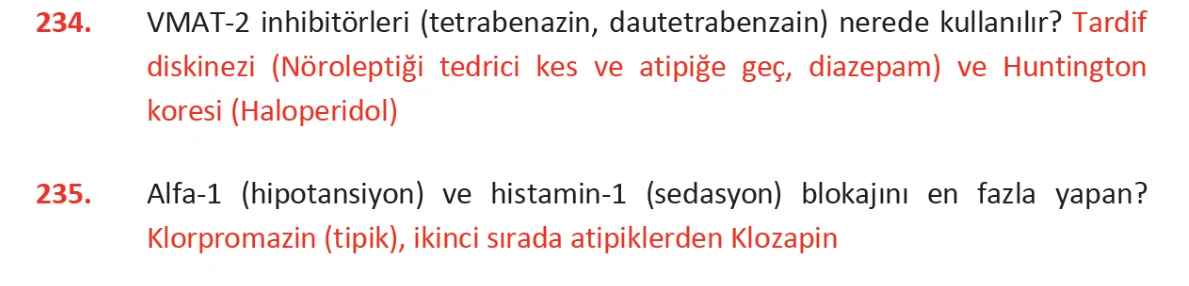 234. VMAT-2 inhibitörleri (tetrabenazin, dautetrabenzain) nerede kullanılır? Tardif
diskinezi (Nöroleptiği tedrici kes ve atipiğe geç, diazepam) ve Huntington
koresi (Haloperidol)
235. Alfa-1 (hipotansiyon) ve histamin-1 (sedasyon) blokajını en fazla yapan?
Klorpromazin (tipik), ikinci sırada atipiklerden Klozapin